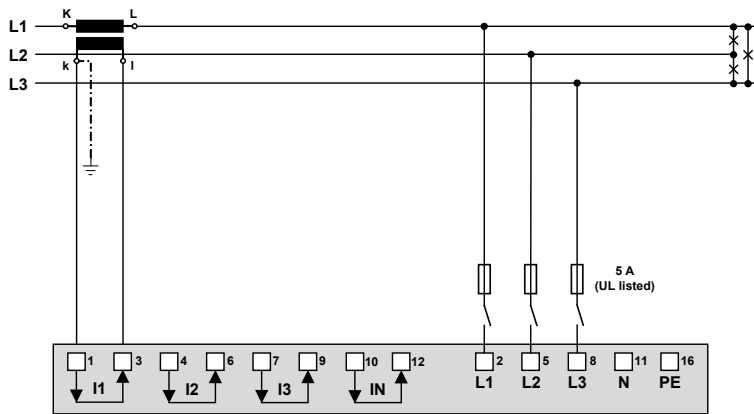 K L
L1
L2
k l
L3
5 A
(UL listed)
1 3 4 6 7 9 10 12 2 5 8 11 16
I1 I2 I3 IN L1 L2 L3 N PE